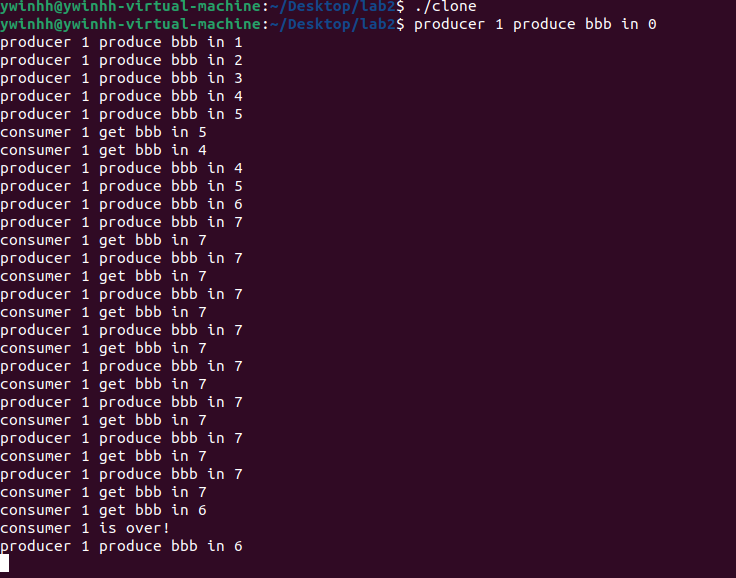 ywinhh@ywinhh-virtual-machine:~/Desktop/lab2$ ./clone
ywinhh@ywinhh-virtual-machine:~/Desktop/lab2$ producer 1 produce bbb in 0
producer 1 produce bbb in 1
producer 1 produce bbb in 2
producer 1 produce bbb in 3
producer 1 produce bbb in 4
producer 1 produce bbb in 5
consumer 1 get bbb in 5
consumer 1 get bbb in 4
producer 1 produce bbb in 4
producer 1 produce bbb in 5
producer 1 produce bbb in 6
producer 1 produce bbb in 7
consumer 1 get bbb in 7
producer 1 produce bbb in 7
consumer 1 get bbb in 7
producer 1 produce bbb in 7
consumer 1 get bbb in 7
producer 1 produce bbb in 7
consumer 1 get bbb in 7
producer 1 produce bbb in 7
consumer 1 get bbb in 7
producer 1 produce bbb in 7
consumer 1 get bbb in 7
producer 1 produce bbb in 7
consumer 1 get bbb in 7
producer 1 produce bbb in 7
consumer 1 get bbb in 7
consumer 1 get bbb in 6
consumer 1 is over!
producer 1 produce bbb in 6